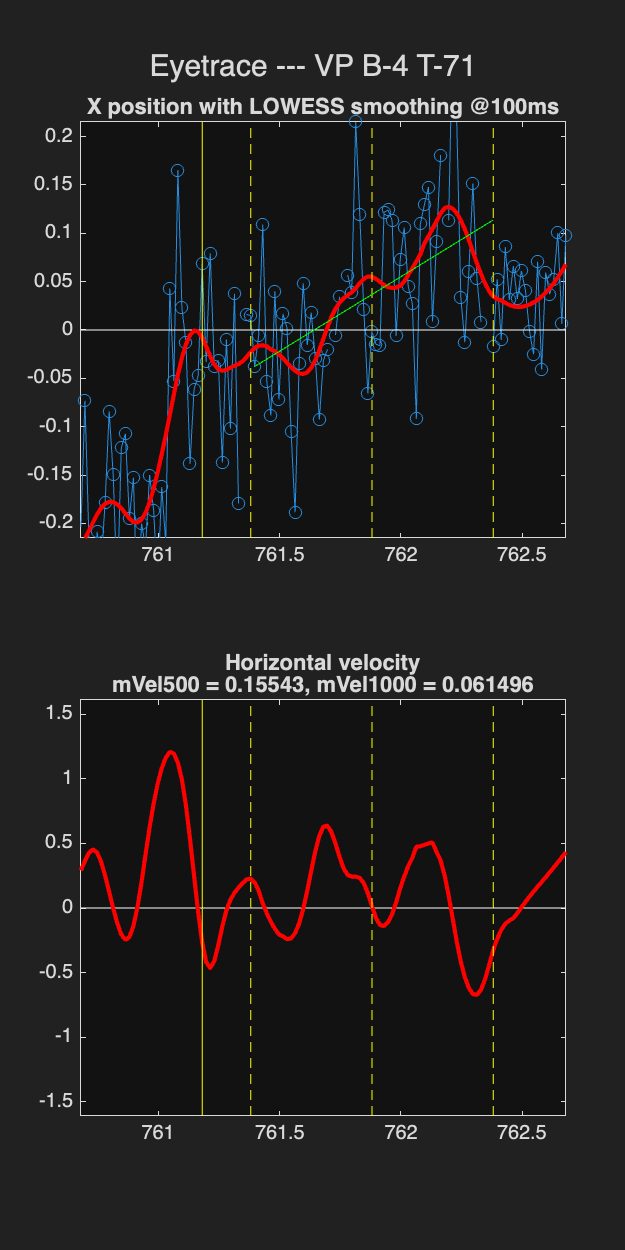 Eyetrace --- VP B-4 T-71
X position with LOWESS smoothing @100ms
0.2
0.15
0.1
0.05
0
-0.05
-0.1
-0.15
-0.2
761 761.5 762 762.5
Horizontal velocity
mVel500 = 0.15543, mVel1000 = 0.061496
1.5
1
0.5
0
-0.5
-1
-1.5
761 761.5 762 762.5